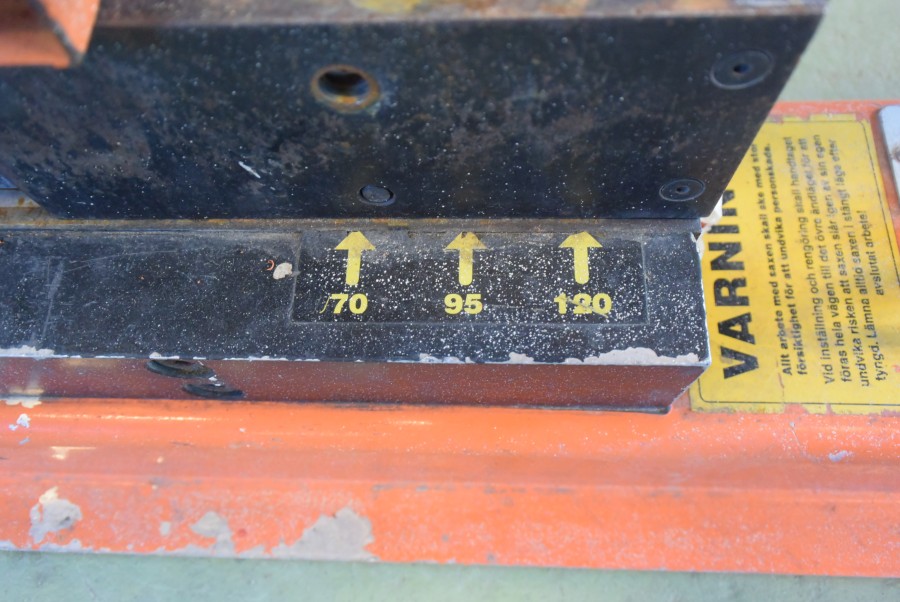 70 95 120
VARNIN
Allt arbete med saxen skall ske med stor
försiktighet för att undvika personskada.
Vid inställning och rengöring skall handtaget
föras hela vägen till det övre ändläget för att
undvika risken att saxen slår igen av sin egen
tyngd. Lämna alltid saxen i stängt läge efter
avslutat arbete!